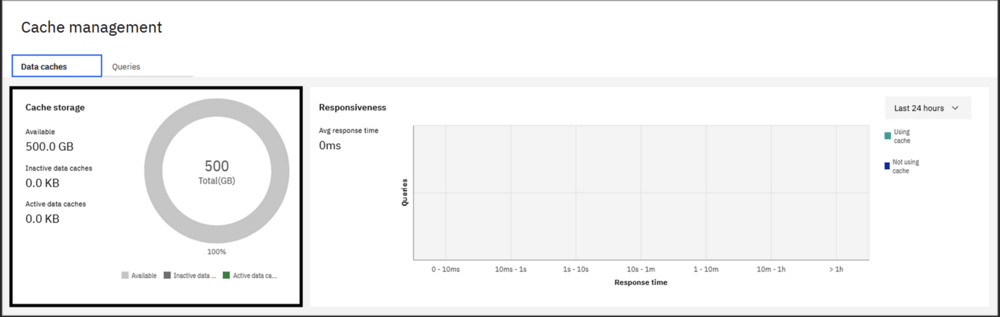 Cache management
Data caches
Queries
Cache storage
Available
500.0 GB
Inactive data caches
0.0 KB
Active data caches
0.0 KB
500
Total(GB)
100%
Available
Inactive data ...
Active data ca...
Responsiveness
Last 24 hours
Avg response time
0ms
Queries
0 - 10ms
10ms - 1s
1s - 10s
10s - 1m
1 - 10m
10m - 1h
> 1h
Response time
Using
cache
Not using
cache